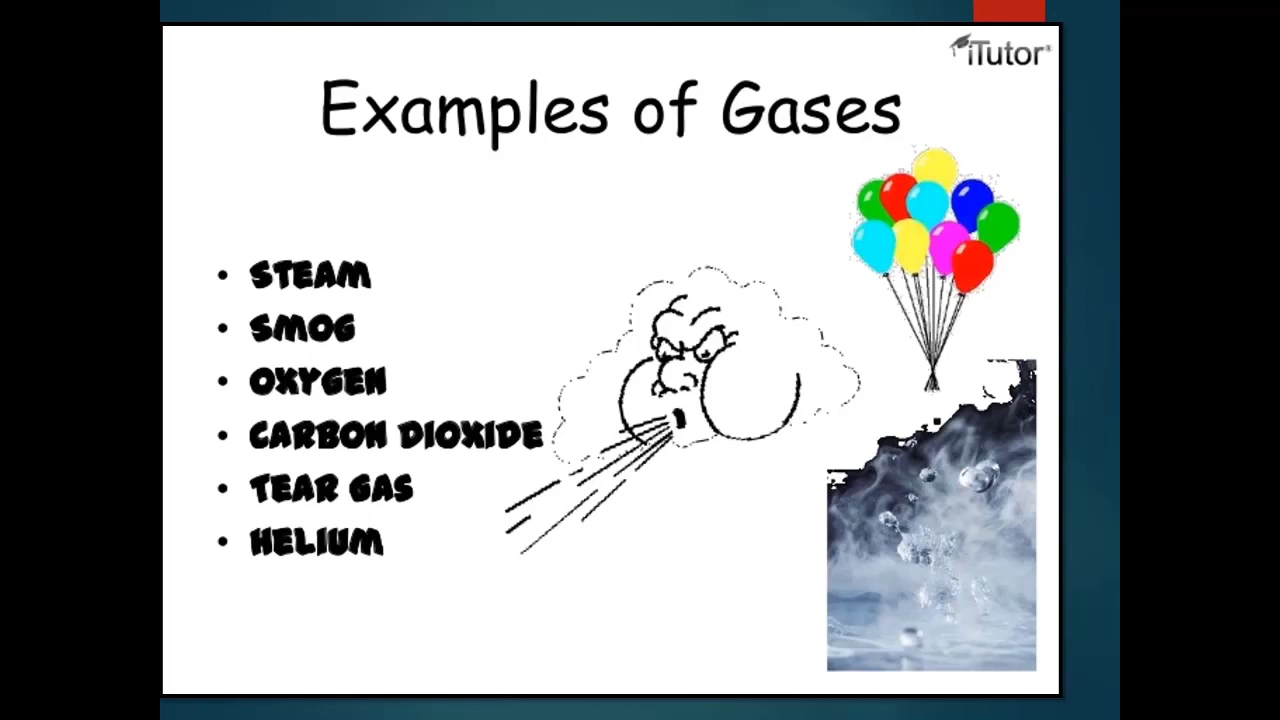 iTutor®
Examples of Gases
• STEAM
• SMOG
• OXYGEN
• CARBON DIOXIDE
• TEAR GAS
• HELIUM